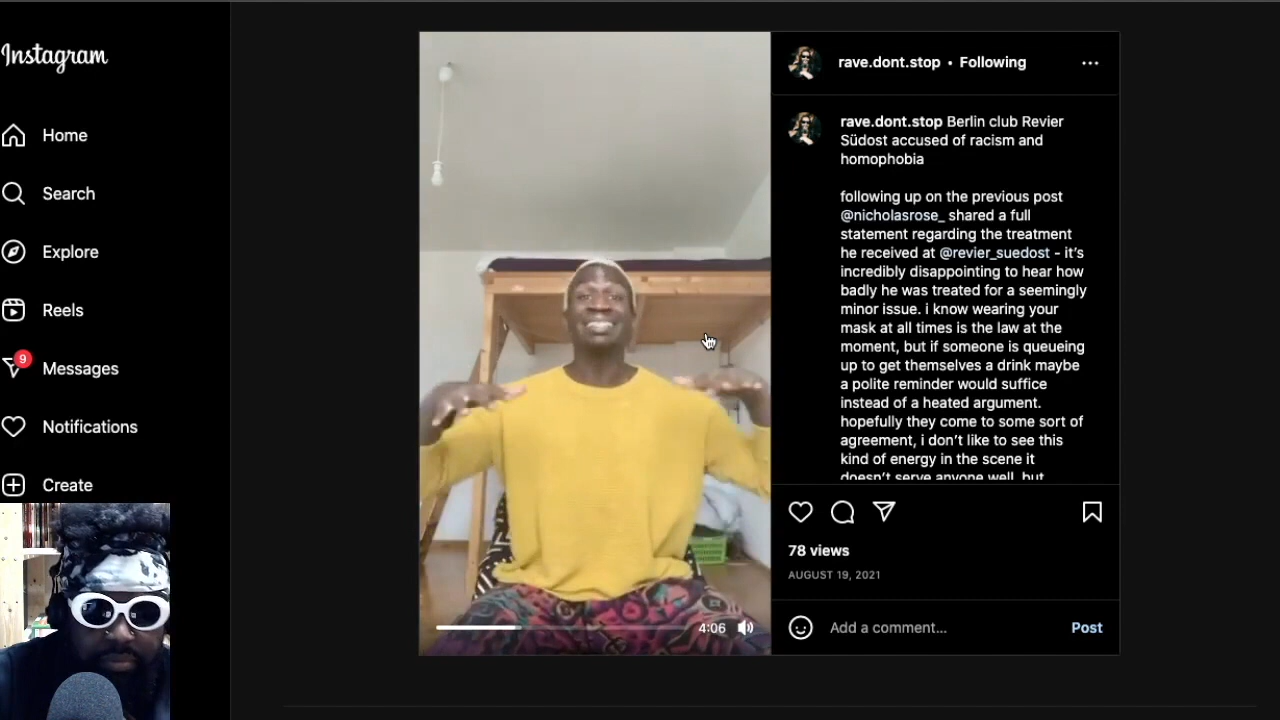 Instagram
Home
Search
Explore
Reels
9
Messages
Notifications
Create
4:06
rave.dont.stop • Following
rave.dont.stop Berlin club Revier
Südost accused of racism and
homophobia
following up on the previous post
@nicholasrose_ shared a full
statement regarding the treatment
he received at @revier_suedost - it’s
incredibly disappointing to hear how
badly he was treated for a seemingly
minor issue. i know wearing your
mask at all times is the law at the
moment, but if someone is queueing
up to get themselves a drink maybe
a polite reminder would suffice
instead of a heated argument.
hopefully they come to some sort of
agreement, i don’t like to see this
kind of energy in the scene it
doesn’t serve anyone well, but
78 views
AUGUST 19, 2021
Add a comment...
Post